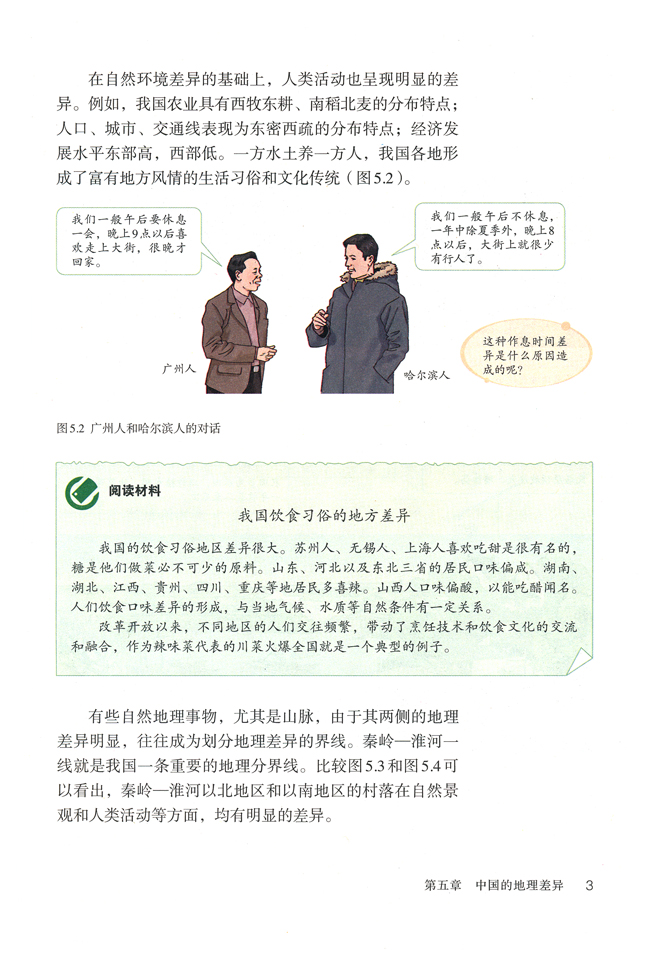 在自然环境差异的基础上，人类活动也呈现明显的差
异。例如，我国农业具有西牧东耕、南稻北麦的分布特点；
人口、城市、交通线表现为东密西疏的分布特点；经济发
展水平东部高，西部低。一方水土养一方人，我国各地形
成了富有地方风情的生活习俗和文化传统（图5.2）。
我们一般午后要休息
一会，晚上9点以后喜
欢走上大街，很晚才
回家。
我们一般午后不休息，
一年中除夏季外，晚上8
点以后，大街上就很少
有行人了。
这种作息时间差
异是什么原因造
成的呢？
广州人
哈尔滨人
图5.2 广州人和哈尔滨人的对话
阅读材料
我国饮食习俗的地方差异
我国的饮食习俗地区差异很大。苏州人、无锡人、上海人喜欢吃甜是很有名的，
糖是他们做菜必不可少的原料。山东、河北以及东北三省的居民口味偏咸。湖南、
湖北、江西、贵州、四川、重庆等地居民多喜辣。山西人口味偏酸，以能吃醋闻名。
人们饮食口味差异的形成，与当地气候、水质等自然条件有一定关系。
改革开放以来，不同地区的人们交往频繁，带动了烹饪技术和饮食文化的交流
和融合，作为辣味菜代表的川菜火爆全国就是一个典型的例子。
有些自然地理事物，尤其是山脉，由于其两侧的地理
差异明显，往往成为划分地理差异的界线。秦岭—淮河一
线就是我国一条重要的地理分界线。比较图5.3和图5.4可
以看出，秦岭—淮河以北地区和以南地区的村落在自然景
观和人类活动等方面，均有明显的差异。
第五章 中国的地理差异 3